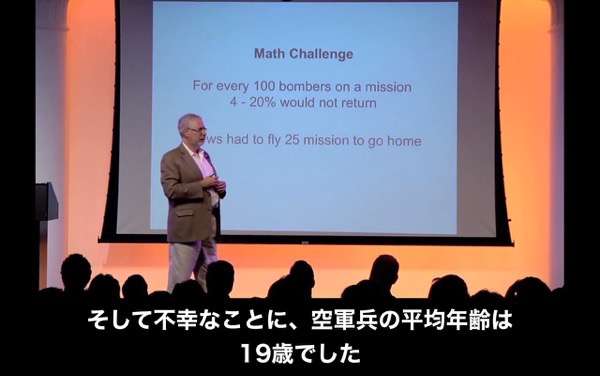 Math Challenge
For every 100 bombers on a mission
4 - 20% would not return
ws had to fly 25 mission to go home
そして不幸なことに、空軍兵の平均年齢は
19歳でした